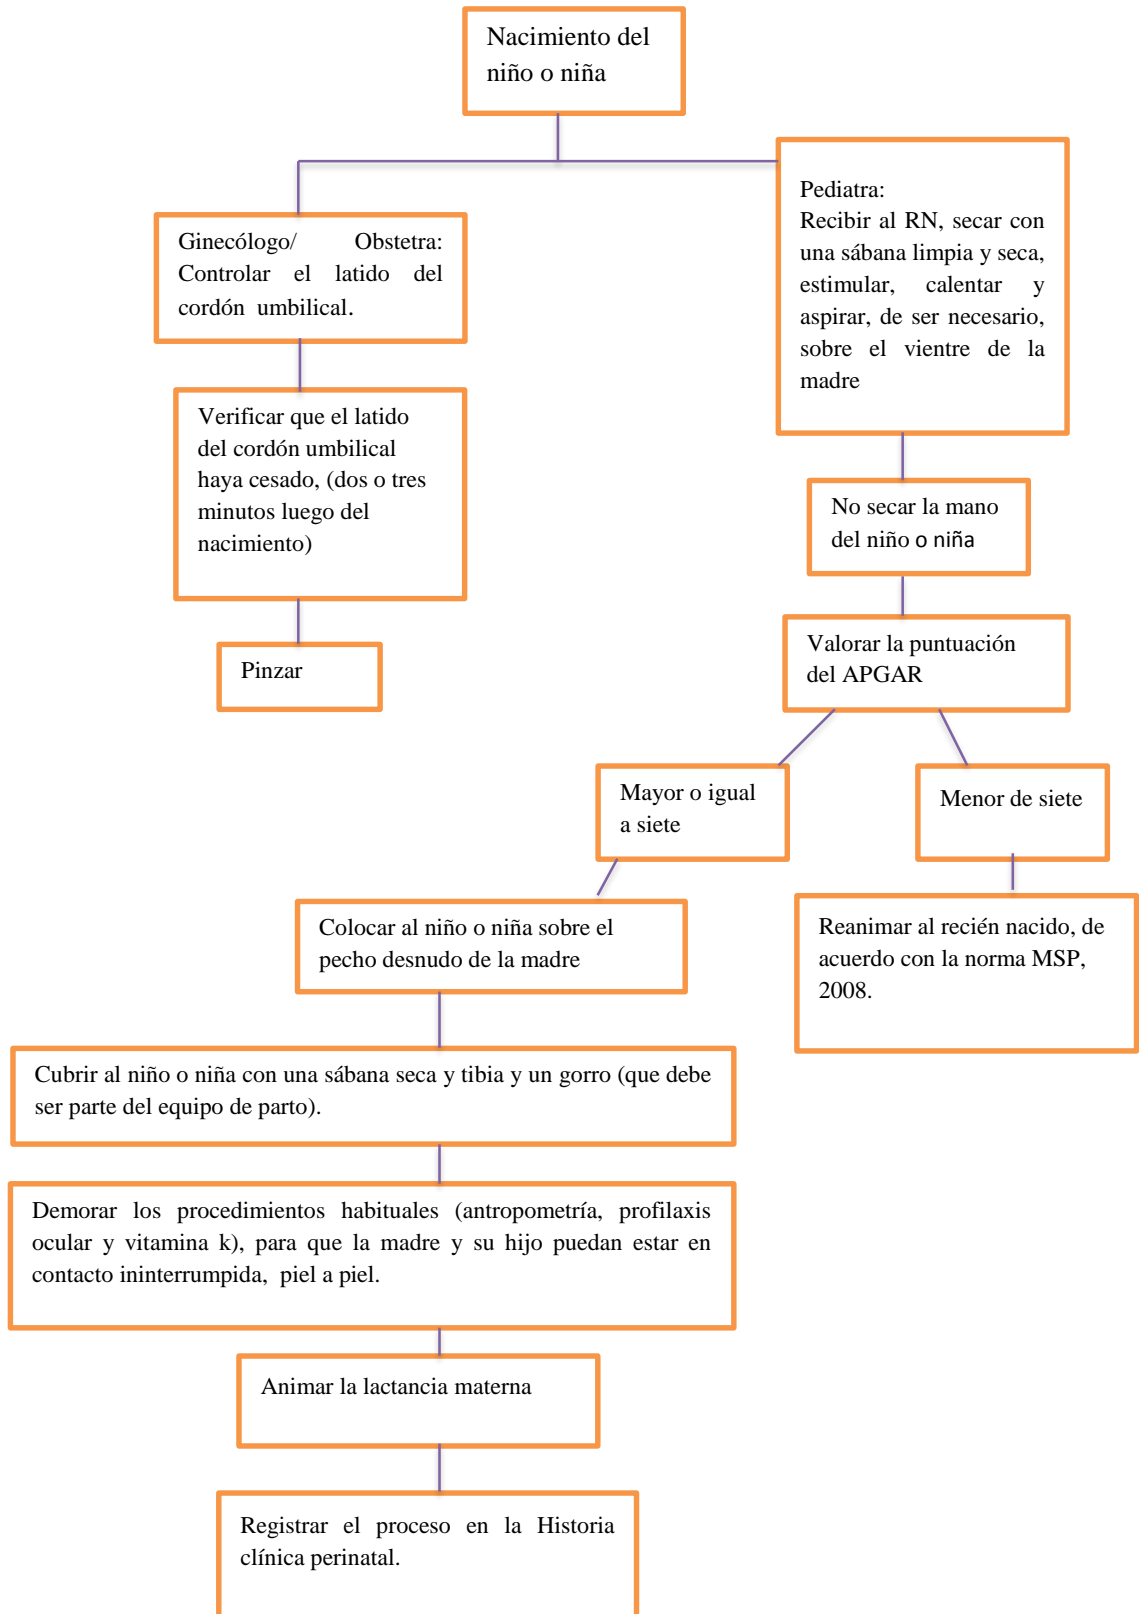 Nacimiento del
niño o niña
Ginecólogo/ Obstetra:
Controlar el latido del
cordón umbilical.
Verificar que el latido
del cordón umbilical
haya cesado, (dos o tres
minutos luego del
nacimiento)
Pinzar
Pediatra:
Recibir al RN, secar con
una sábana limpia y seca,
estimular, calentar y
aspirar, de ser necesario,
sobre el vientre de la
madre
No secar la mano
del niño o niña
Valorar la puntuación
del APGAR
Mayor o igual
a siete
Menor de siete
Colocar al niño o niña sobre el
pecho desnudo de la madre
Reanimar al recién nacido, de
acuerdo con la norma MSP,
2008.
Cubrir al niño o niña con una sábana seca y tibia y un gorro (que debe
ser parte del equipo de parto).
Demorar los procedimientos habituales (antropometría, profilaxis
ocular y vitamina k), para que la madre y su hijo puedan estar en
contacto ininterrumpida, piel a piel.
Animar la lactancia materna
Registrar el proceso en la Historia
clínica perinatal.